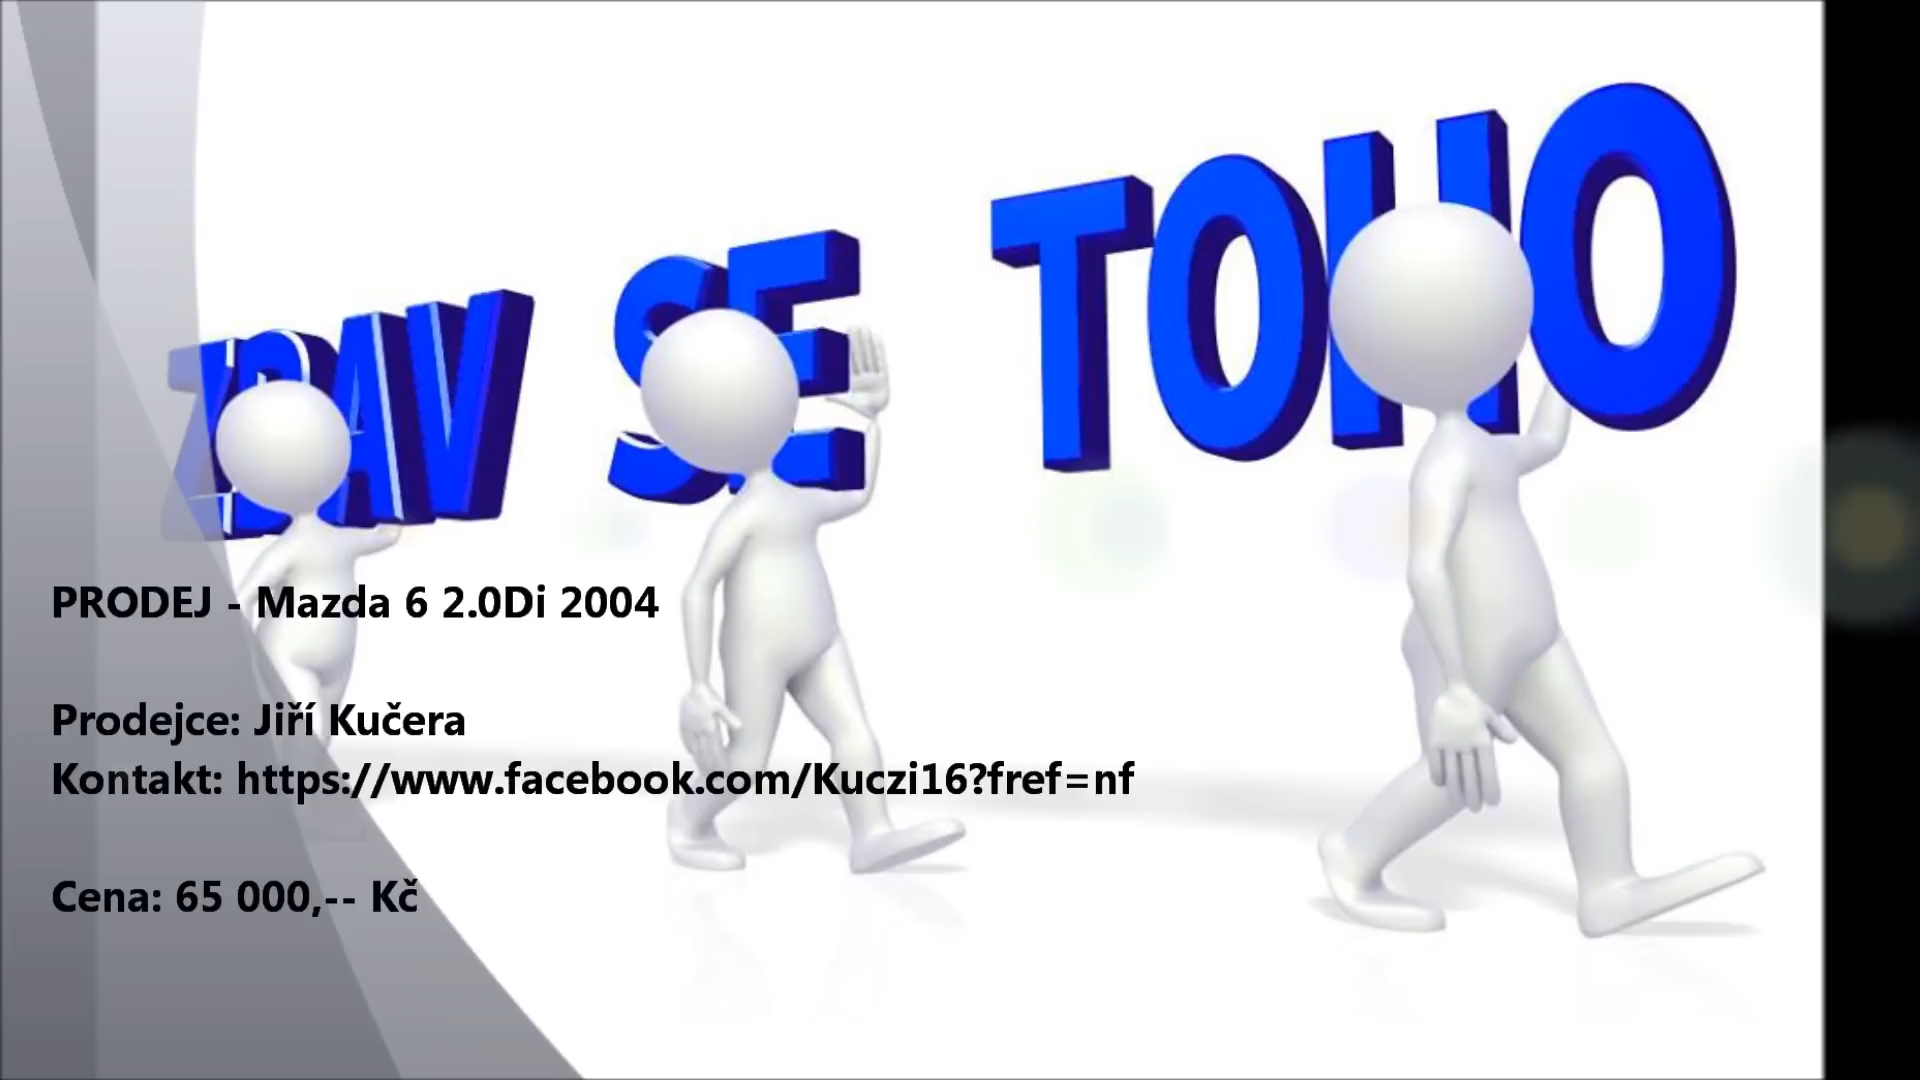 ZBAV SE TOHO
PRODEJ - Mazda 6 2.0Di 2004
Prodejce: Jiří Kučera
Kontakt: https://www.facebook.com/Kuczi16?fref=nf
Cena: 65 000,-- Kč